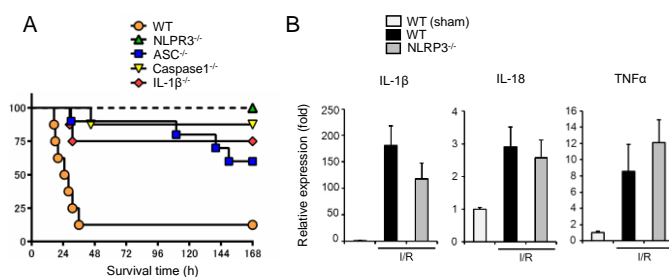 A
WT
NLPR3-/-
ASC-/-
Caspase1-/-
IL-1β-/-
100
75
50
25
0
0 24 48 72 96 120 144 168
Survival time (h)
B
WT (sham)
WT
NLRP3-/-
IL-1β
IL-18
TNFα
Relative expression (fold)
250
200
150
100
50
0
I/R
4
3
2
1
0
I/R
16
14
12
10
8
6
4
2
0
I/R